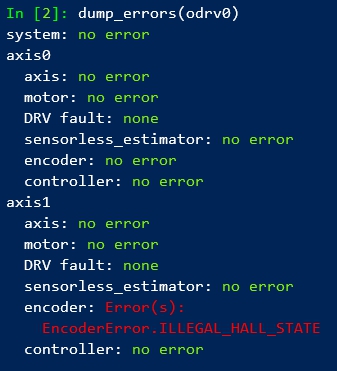 In [2]: dump_errors(odrv0)
system: no error
axis0
  axis: no error
  motor: no error
  DRV fault: none
  sensorless_estimator: no error
  encoder: no error
  controller: no error
axis1
  axis: no error
  motor: no error
  DRV fault: none
  sensorless_estimator: no error
  encoder: Error(s):
    EncoderError.ILLEGAL_HALL_STATE
  controller: no error